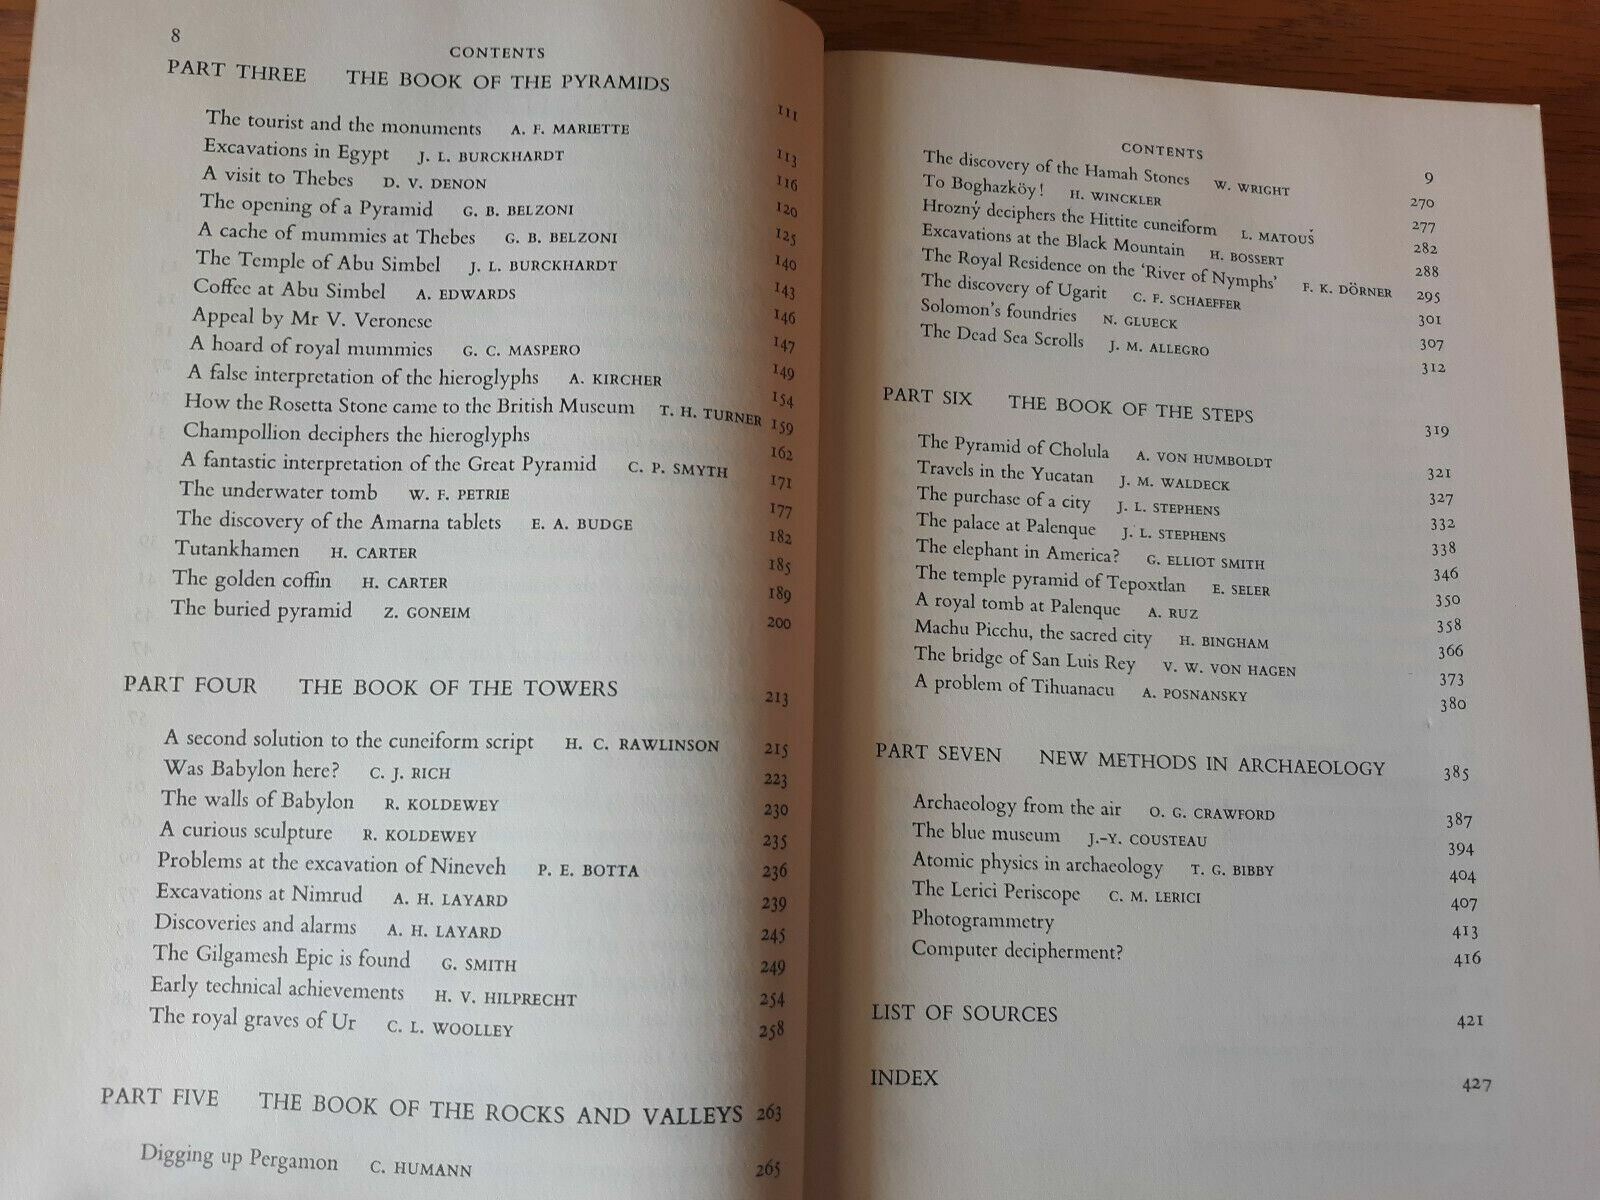 8
CONTENTS
PART THREE THE BOOK OF THE PYRAMIDS 111
The tourist and the monuments A. F. MARIETTE 113
Excavations in Egypt J. L. BURCKHARDT 116
A visit to Thebes D. V. DENON 120
The opening of a Pyramid G. B. BELZONI 125
A cache of mummies at Thebes G. B. BELZONI 140
The Temple of Abu Simbel J. L. BURCKHARDT 143
Coffee at Abu Simbel A. EDWARDS 146
Appeal by Mr V. Veronese 147
A hoard of royal mummies G. C. MASPERO 149
A false interpretation of the hieroglyphs A. KIRCHER 154
How the Rosetta Stone came to the British Museum T. H. TURNER 159
Champollion deciphers the hieroglyphs 162
A fantastic interpretation of the Great Pyramid C. P. SMYTH 171
The underwater tomb W. F. PETRIE 177
The discovery of the Amarna tablets E. A. BUDGE 182
Tutankhamen H. CARTER 185
The golden coffin H. CARTER 189
The buried pyramid Z. GONEIM 200
PART FOUR THE BOOK OF THE TOWERS 213
A second solution to the cuneiform script H. C. RAWLINSON 215
Was Babylon here? C. J. RICH 223
The walls of Babylon R. KOLDEWEY 230
A curious sculpture R. KOLDEWEY 235
Problems at the excavation of Nineveh P. E. BOTTA 236
Excavations at Nimrud A. H. LAYARD 239
Discoveries and alarms A. H. LAYARD 245
The Gilgamesh Epic is found G. SMITH 249
Early technical achievements H. V. HILPRECHT 254
The royal graves of Ur C. L. WOOLLEY 258
PART FIVE THE BOOK OF THE ROCKS AND VALLEYS 263
Digging up Pergamon C. HUMANN 265
CONTENTS
9
The discovery of the Hamah Stones W. WRIGHT 270
To Boghazköy! H. WINCKLER 277
Hrozný deciphers the Hittite cuneiform L. MATOUŠ 282
Excavations at the Black Mountain H. BOSSERT 288
The Royal Residence on the 'River of Nymphs' F. K. DÖRNER 295
The discovery of Ugarit C. F. SCHAEFFER 301
Solomon's foundries N. GLUECK 307
The Dead Sea Scrolls J. M. ALLEGRO 312
PART SIX THE BOOK OF THE STEPS 319
The Pyramid of Cholula A. VON HUMBOLDT 321
Travels in the Yucatan J. M. WALDECK 327
The purchase of a city J. L. STEPHENS 332
The palace at Palenque J. L. STEPHENS 338
The elephant in America? G. ELLIOT SMITH 346
The temple pyramid of Tepoxtlan E. SELER 350
A royal tomb at Palenque A. RUZ 358
Machu Picchu, the sacred city H. BINGHAM 366
The bridge of San Luis Rey V. W. VON HAGEN 373
A problem of Tihuanacu A. POSNANSKY 380
PART SEVEN NEW METHODS IN ARCHAEOLOGY 385
Archaeology from the air O. G. CRAWFORD 387
The blue museum J.-Y. COUSTEAU 394
Atomic physics in archaeology T. G. BIBBY 404
The Lerici Periscope C. M. LERICI 407
Photogrammetry 413
Computer decipherment? 416
LIST OF SOURCES 421
INDEX 427